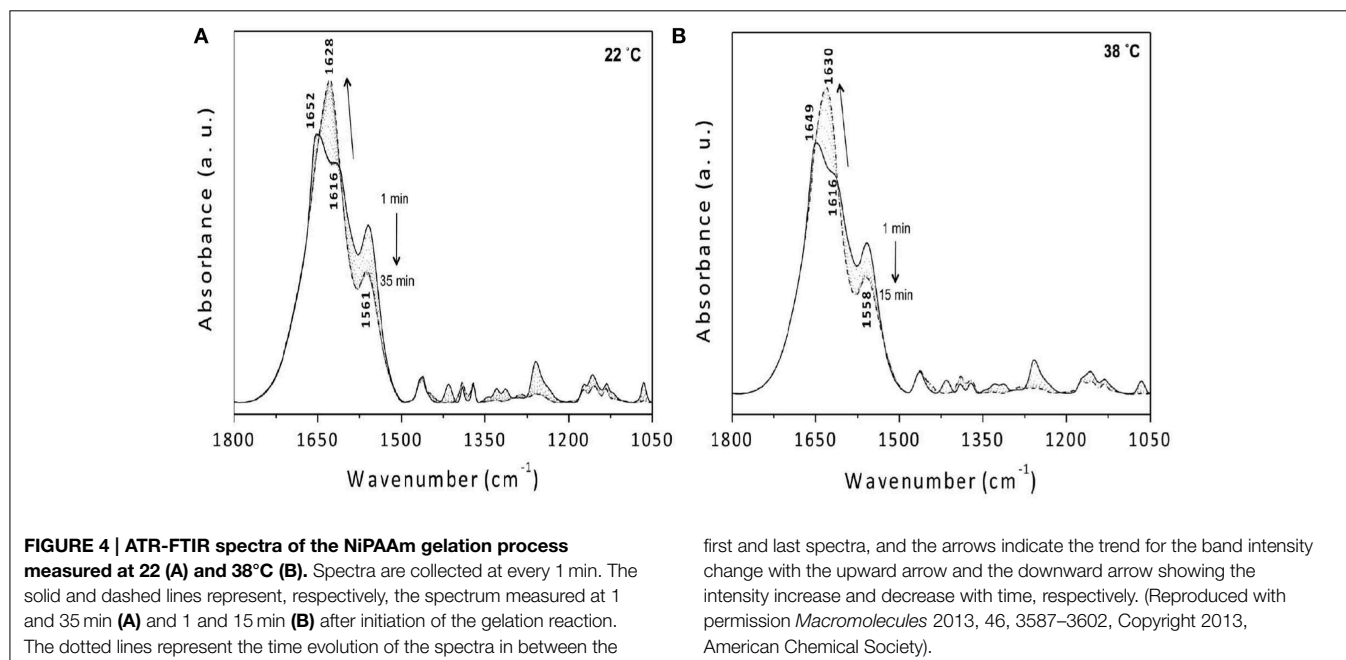 A
22 °C
1652
1628
1616
1 min
35 min
1561
Absorbance (a. u.)
1800 1650 1500 1350 1200 1050
Wavenumber (cm-1)
B
38 °C
1649
1630
1616
1 min
15 min
1558
Absorbance (a. u.)
1800 1650 1500 1350 1200 1050
Wavenumber (cm-1)
FIGURE 4 | ATR-FTIR spectra of the NiPAAm gelation process
measured at 22 (A) and 38°C (B). Spectra are collected at every 1 min. The
solid and dashed lines represent, respectively, the spectrum measured at 1
and 35 min (A) and 1 and 15 min (B) after initiation of the gelation reaction.
The dotted lines represent the time evolution of the spectra in between the
first and last spectra, and the arrows indicate the trend for the band intensity
change with the upward arrow and the downward arrow showing the
intensity increase and decrease with time, respectively. (Reproduced with
permission Macromolecules 2013, 46, 3587–3602, Copyright 2013,
American Chemical Society).